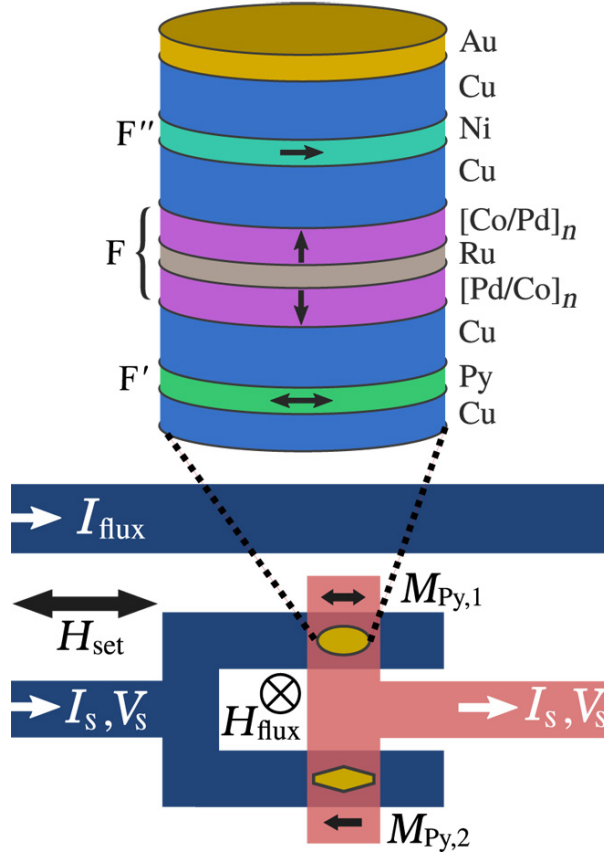 Au
Cu
F″ Ni
Cu
[Co/Pd]n
F { Ru
[Pd/Co]n
Cu
F′ Py
Cu
Iflux
MPy,1
Hset
Is,Vs Hflux Is,Vs
MPy,2